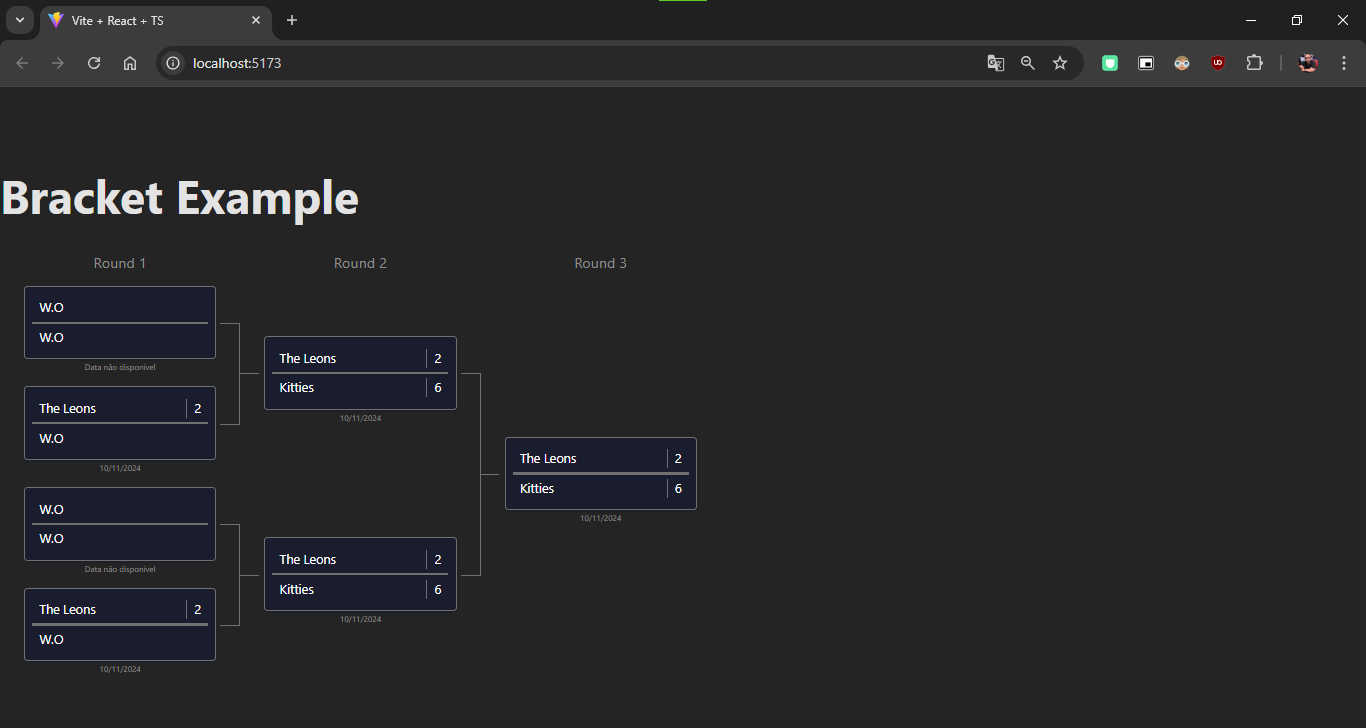 Vite + React + TS
localhost:5173
Bracket Example
Round 1
Round 2
Round 3
W.O
W.O
Data não disponível
The Leons 2
W.O
10/11/2024
W.O
W.O
Data não disponível
The Leons 2
W.O
10/11/2024
The Leons 2
Kitties 6
10/11/2024
The Leons 2
Kitties 6
10/11/2024
The Leons 2
Kitties 6
10/11/2024